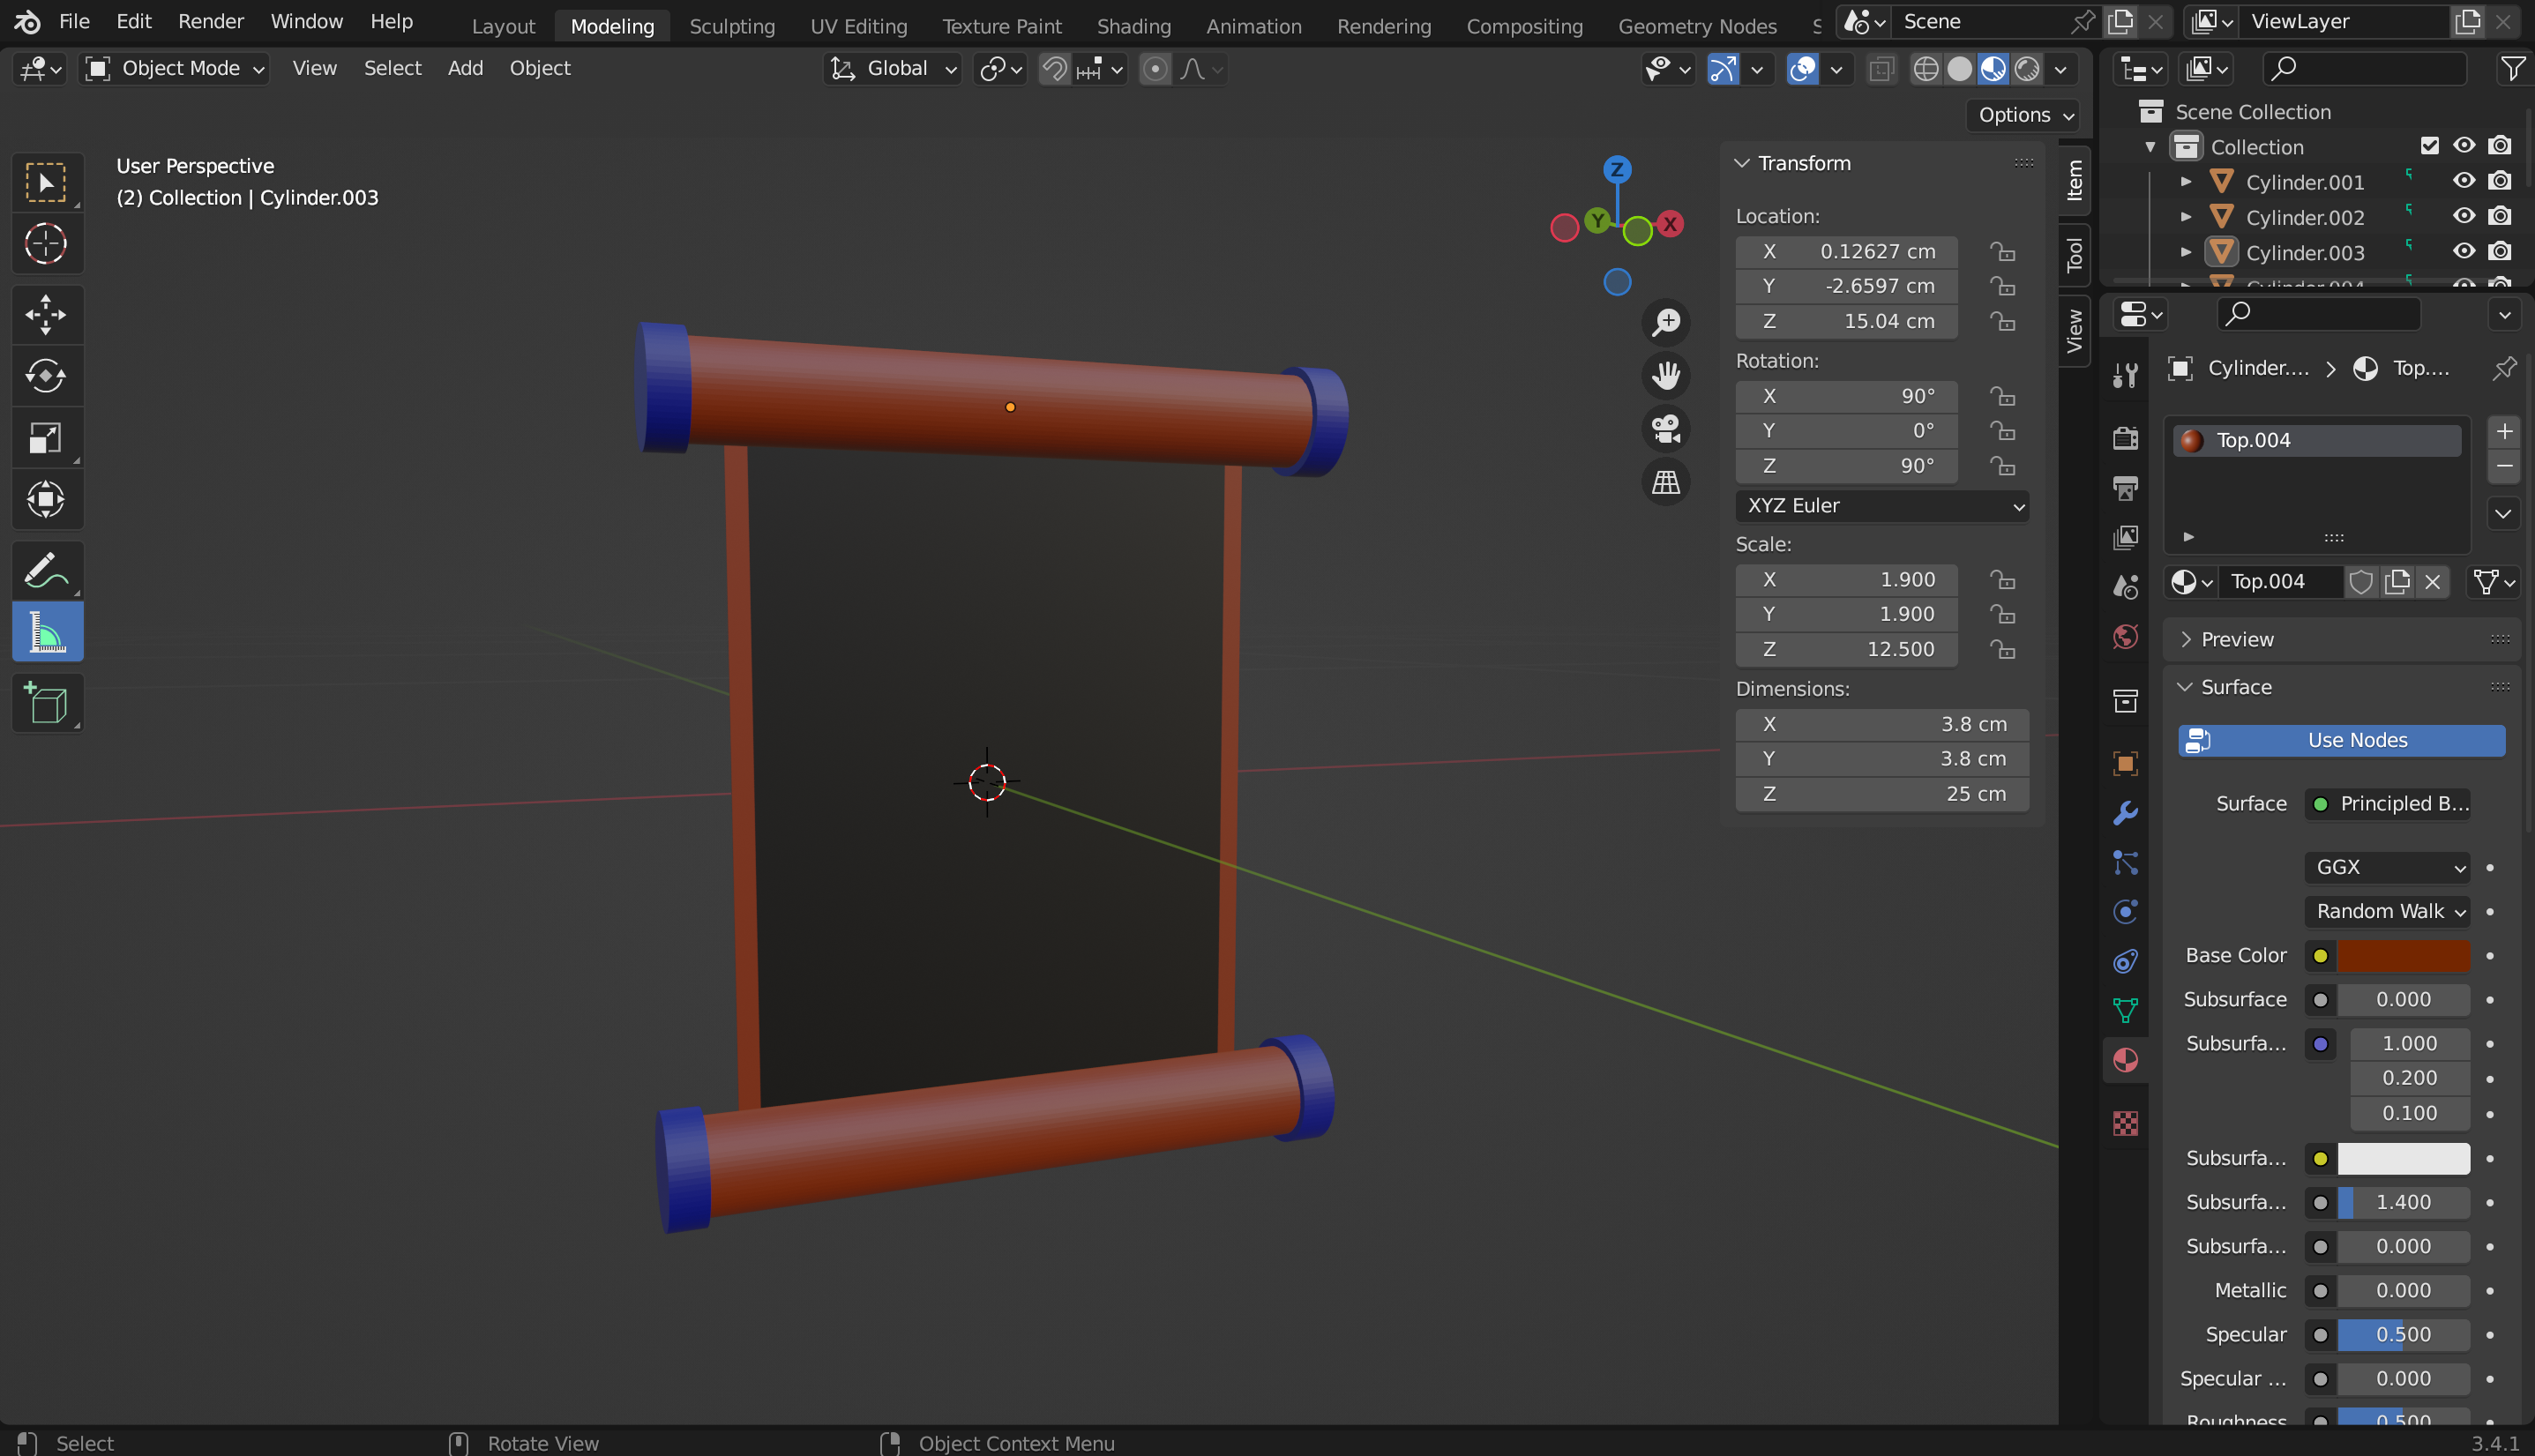 File Edit Render Window Help
Layout Modeling Sculpting UV Editing Texture Paint Shading Animation Rendering Compositing Geometry Nodes
Scene
ViewLayer
Object Mode View Select Add Object
Global
Options
User Perspective
(2) Collection | Cylinder.003
Z
Y
X
Transform
Location:
X 0.12627 cm
Y -2.6597 cm
Z 15.04 cm
Rotation:
X 90°
Y 0°
Z 90°
XYZ Euler
Scale:
X 1.900
Y 1.900
Z 12.500
Dimensions:
X 3.8 cm
Y 3.8 cm
Z 25 cm
Item
Tool
View
Scene Collection
Collection
Cylinder.001
Cylinder.002
Cylinder.003
Cylinder.... Top....
Top.004
Top.004
Preview
Surface
Use Nodes
Surface Principled B...
GGX
Random Walk
Base Color
Subsurface 0.000
Subsurfa... 1.000
0.200
0.100
Subsurfa...
Subsurfa... 1.400
Subsurfa... 0.000
Metallic 0.000
Specular 0.500
Specular ... 0.000
Roughness 0.500
Select Rotate View Object Context Menu 3.4.1